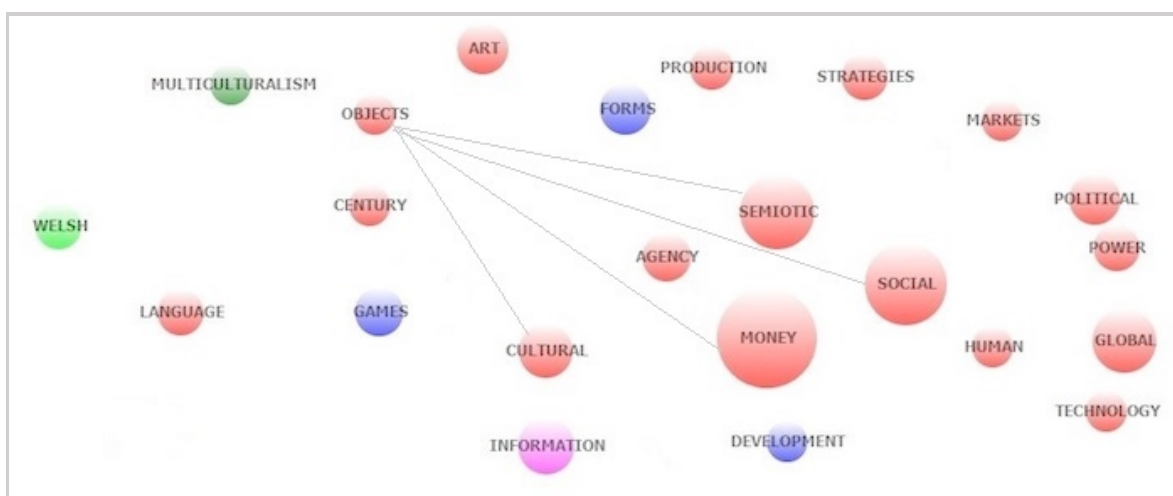 ART
PRODUCTION
STRATEGIES
MULTICULTURALISM
OBJECTS
FORMS
MARKETS
CENTURY
SEMIOTIC
POLITICAL
WELSH
POWER
AGENCY
SOCIAL
LANGUAGE
GAMES
CULTURAL
MONEY
HUMAN
GLOBAL
TECHNOLOGY
INFORMATION
DEVELOPMENT